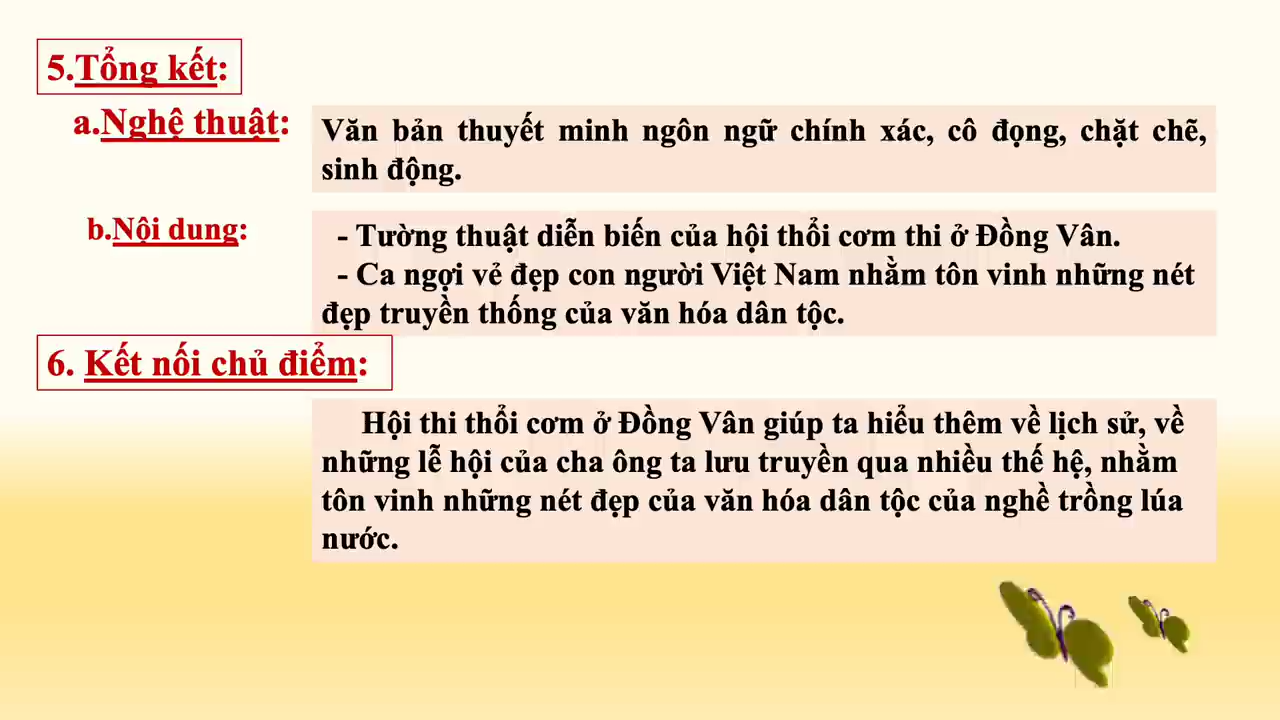 5.Tổng kết:
a.Nghệ thuật:
Văn bản thuyết minh ngôn ngữ chính xác, cô đọng, chặt chẽ,
sinh động.
b.Nội dung:
- Tường thuật diễn biến của hội thổi cơm thi ở Đồng Vân.
- Ca ngợi vẻ đẹp con người Việt Nam nhằm tôn vinh những nét
đẹp truyền thống của văn hóa dân tộc.
6. Kết nối chủ điểm:
Hội thi thổi cơm ở Đồng Vân giúp ta hiểu thêm về lịch sử, về
những lễ hội của cha ông ta lưu truyền qua nhiều thế hệ, nhằm
tôn vinh những nét đẹp của văn hóa dân tộc của nghề trồng lúa
nước.